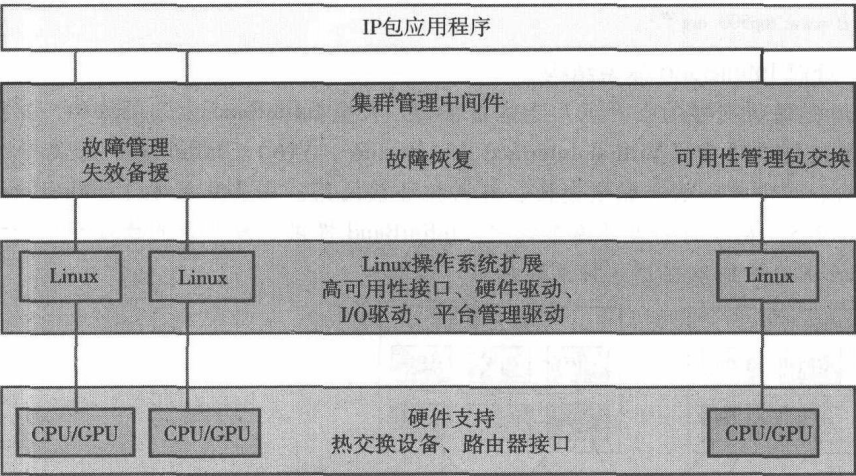 IP包应用程序
集群管理中间件
故障管理
失效备援
故障恢复
可用性管理包交换
Linux
Linux
Linux操作系统扩展
高可用性接口、硬件驱动、
I/O驱动、平台管理驱动
Linux
CPU/GPU
CPU/GPU
硬件支持
热交换设备、路由器接口
CPU/GPU